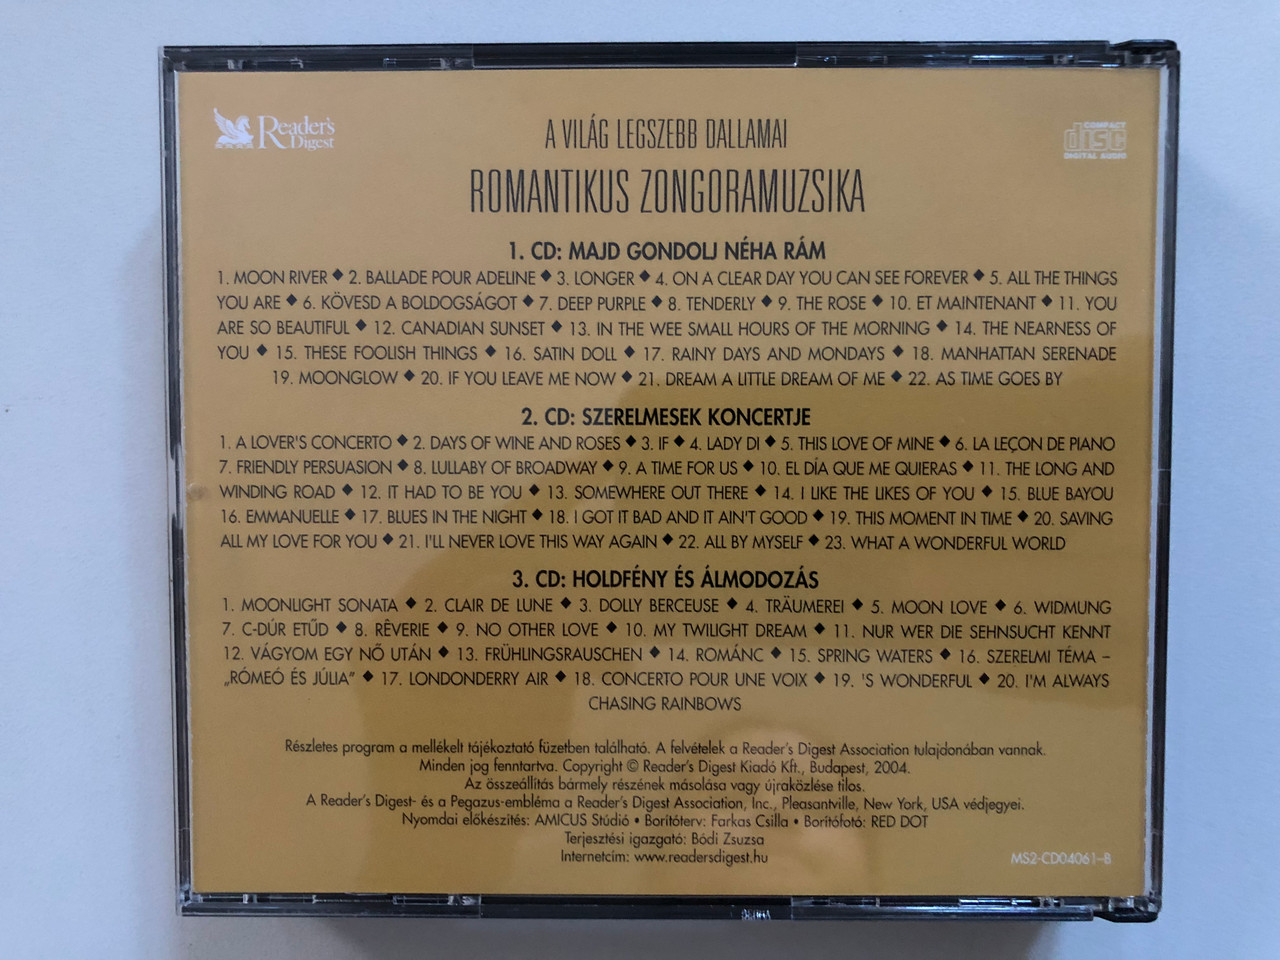 Reader's
Digest
COMPACT
disc
DIGITAL AUDIO
A VILÁG LEGSZEBB DALLAMAI
ROMANTIKUS ZONGORAMUZSIKA
1. CD: MAJD GONDOLJ NÉHA RÁM
1. MOON RIVER ◆ 2. BALLADE POUR ADELINE ◆ 3. LONGER ◆ 4. ON A CLEAR DAY YOU CAN SEE FOREVER ◆ 5. ALL THE THINGS
YOU ARE ◆ 6. KÖVESD A BOLDOGSÁGOT ◆ 7. DEEP PURPLE ◆ 8. TENDERLY ◆ 9. THE ROSE ◆ 10. ET MAINTENANT ◆ 11. YOU
ARE SO BEAUTIFUL ◆ 12. CANADIAN SUNSET ◆ 13. IN THE WEE SMALL HOURS OF THE MORNING ◆ 14. THE NEARNESS OF
YOU ◆ 15. THESE FOOLISH THINGS ◆ 16. SATIN DOLL ◆ 17. RAINY DAYS AND MONDAYS ◆ 18. MANHATTAN SERENADE
19. MOONGLOW ◆ 20. IF YOU LEAVE ME NOW ◆ 21. DREAM A LITTLE DREAM OF ME ◆ 22. AS TIME GOES BY
2. CD: SZERELMESEK KONCERTJE
1. A LOVER'S CONCERTO ◆ 2. DAYS OF WINE AND ROSES ◆ 3. IF ◆ 4. LADY DI ◆ 5. THIS LOVE OF MINE ◆ 6. LA LEÇON DE PIANO
7. FRIENDLY PERSUASION ◆ 8. LULLABY OF BROADWAY ◆ 9. A TIME FOR US ◆ 10. EL DÍA QUE ME QUIERAS ◆ 11. THE LONG AND
WINDING ROAD ◆ 12. IT HAD TO BE YOU ◆ 13. SOMEWHERE OUT THERE ◆ 14. I LIKE THE LIKES OF YOU ◆ 15. BLUE BAYOU
16. EMMANUELLE ◆ 17. BLUES IN THE NIGHT ◆ 18. I GOT IT BAD AND IT AIN'T GOOD ◆ 19. THIS MOMENT IN TIME ◆ 20. SAVING
ALL MY LOVE FOR YOU ◆ 21. I'LL NEVER LOVE THIS WAY AGAIN ◆ 22. ALL BY MYSELF ◆ 23. WHAT A WONDERFUL WORLD
3. CD: HOLDFÉNY ÉS ÁLMODOZÁS
1. MOONLIGHT SONATA ◆ 2. CLAIR DE LUNE ◆ 3. DOLLY BERCEUSE ◆ 4. TRÄUMEREI ◆ 5. MOON LOVE ◆ 6. WIDMUNG
7. C-DÚR ETŰD ◆ 8. RÊVERIE ◆ 9. NO OTHER LOVE ◆ 10. MY TWILIGHT DREAM ◆ 11. NUR WER DIE SEHNSUCHT KENNT
12. VÁGYOM EGY NŐ UTÁN ◆ 13. FRÜHLINGSRAUSCHEN ◆ 14. ROMÁNC ◆ 15. SPRING WATERS ◆ 16. SZERELMI TÉMA –
„RÓMEÓ ÉS JÚLIA” ◆ 17. LONDONDERRY AIR ◆ 18. CONCERTO POUR UNE VOIX ◆ 19. 'S WONDERFUL ◆ 20. I'M ALWAYS
CHASING RAINBOWS
Részletes program a mellékelt tájékoztató füzetben található. A felvételek a Reader's Digest Association tulajdonában vannak.
Minden jog fenntartva. Copyright © Reader's Digest Kiadó Kft., Budapest, 2004.
Az összeállítás bármely részének másolása vagy újraközlése tilos.
A Reader's Digest- és a Pegazus-embléma a Reader's Digest Association, Inc., Pleasantville, New York, USA védjegyei.
Nyomdai előkészítés: AMICUS Stúdió • Borítóterv: Farkas Csilla • Borítófotó: RED DOT
Terjesztési igazgató: Bódi Zsuzsa
Internetcím: www.readersdigest.hu
MS2-CD04061-B